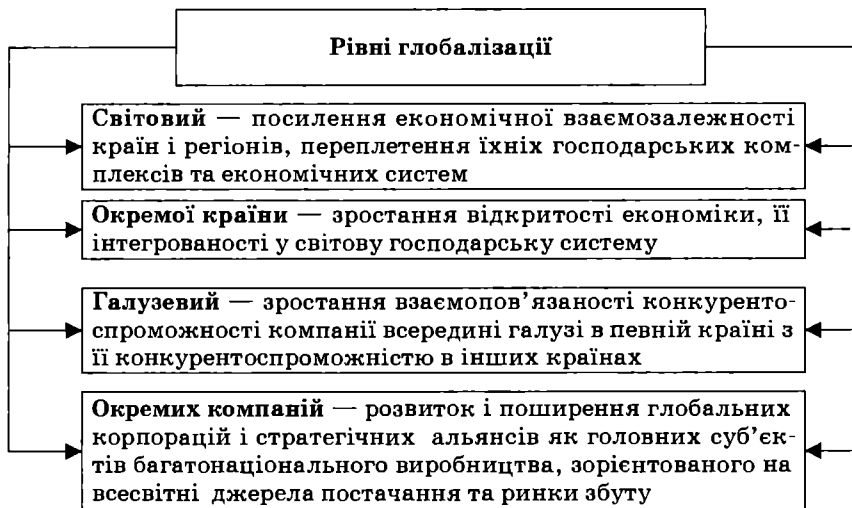 Рівні глобалізації
Світовий — посилення економічної взаємозалежності
країн і регіонів, переплетення їхніх господарських ком-
плексів та економічних систем
Окремої країни — зростання відкритості економіки, її
інтегрованості у світову господарську систему
Галузевий — зростання взаємопов’язаності конкуренто-
спроможності компанії всередині галузі в певній країні з
її конкурентоспроможністю в інших країнах
Окремих компаній — розвиток і поширення глобальних
корпорацій і стратегічних альянсів як головних суб’єк-
тів багатонаціонального виробництва, зорієнтованого на
всесвітні джерела постачання та ринки збуту